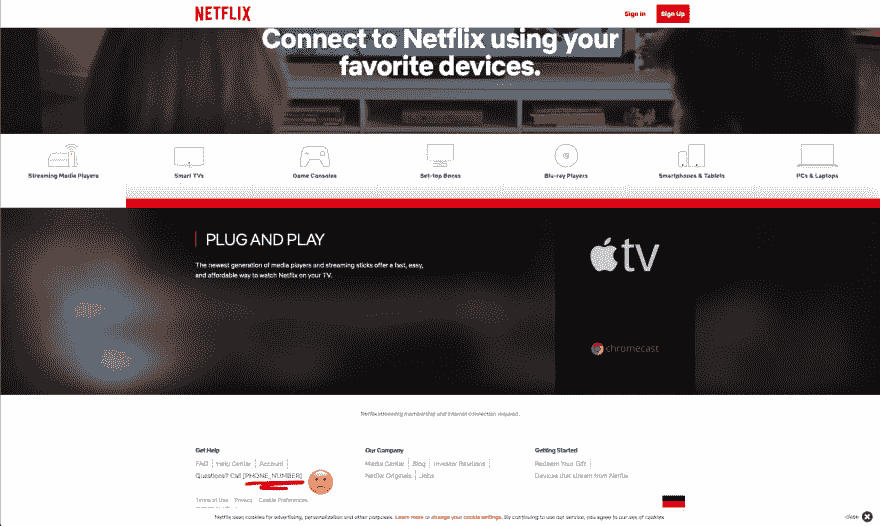 NETFLIX
Sign in
Sign Up
Connect to Netflix using your
favorite devices.
Streaming Media Players
Smart TVs
Game Consoles
Set-top Boxes
Blu-ray Players
Smartphones & Tablets
PCs & Laptops
PLUG AND PLAY
The newest generation of media players and streaming sticks offer a fast, easy,
and affordable way to watch Netflix on your TV.
tv
chromecast
Netflix streaming membership and internet connection required.
Get Help
FAQ Help Center Account
Questions? Call [PHONE_NUMBER]
Terms of Use Privacy Cookie Preferences
Our Company
Media Center Blog Investor Relations
Netflix Originals Jobs
Getting Started
Redeem Your Gift
Devices that stream from Netflix
Netflix uses cookies for advertising, personalization and other purposes. Learn more or change your cookie settings. By continuing to use our service, you agree to our use of cookies.
close